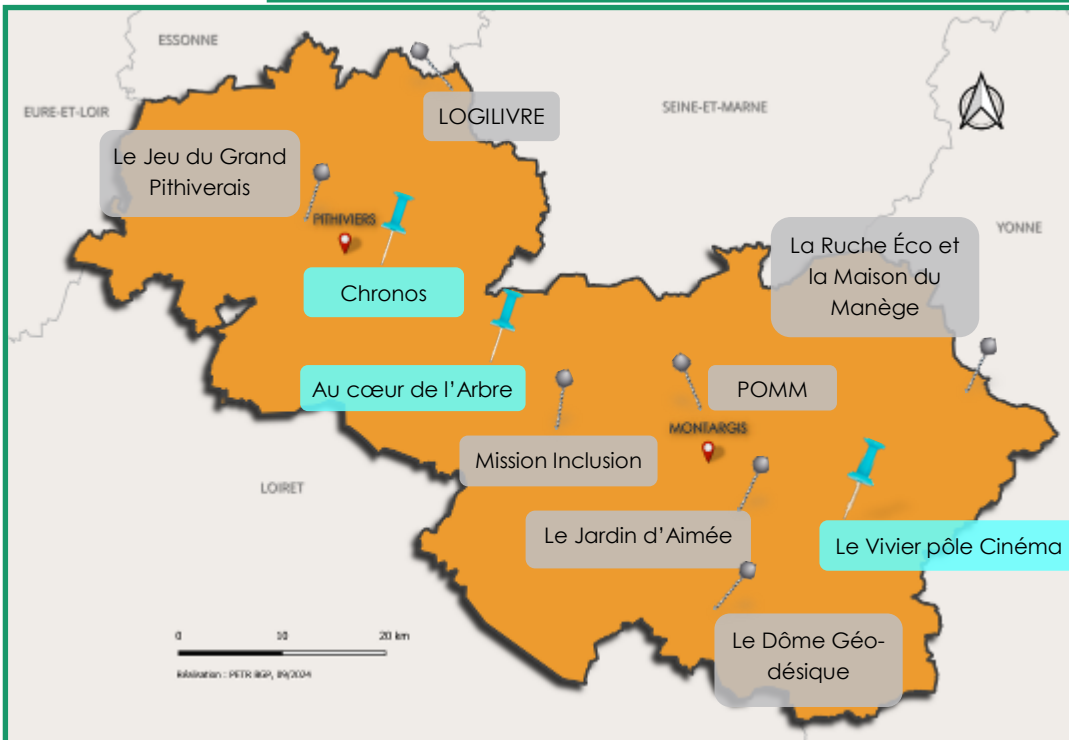 ESSONNE
EURE-ET-LOIR
SEINE-ET-MARNE
LOGILIVRE
Le Jeu du Grand
Pithiverais
PITHIVIERS
YONNE
La Ruche Éco et
la Maison du
Manège
Chronos
Au cœur de l'Arbre
POMM
MONTARGIS
Mission Inclusion
LOIRET
Le Jardin d'Aimée
Le Vivier pôle Cinéma
Le Dôme Géo-
désique
0 10 20 km
Réalisation : PETR BGP, 09/2024